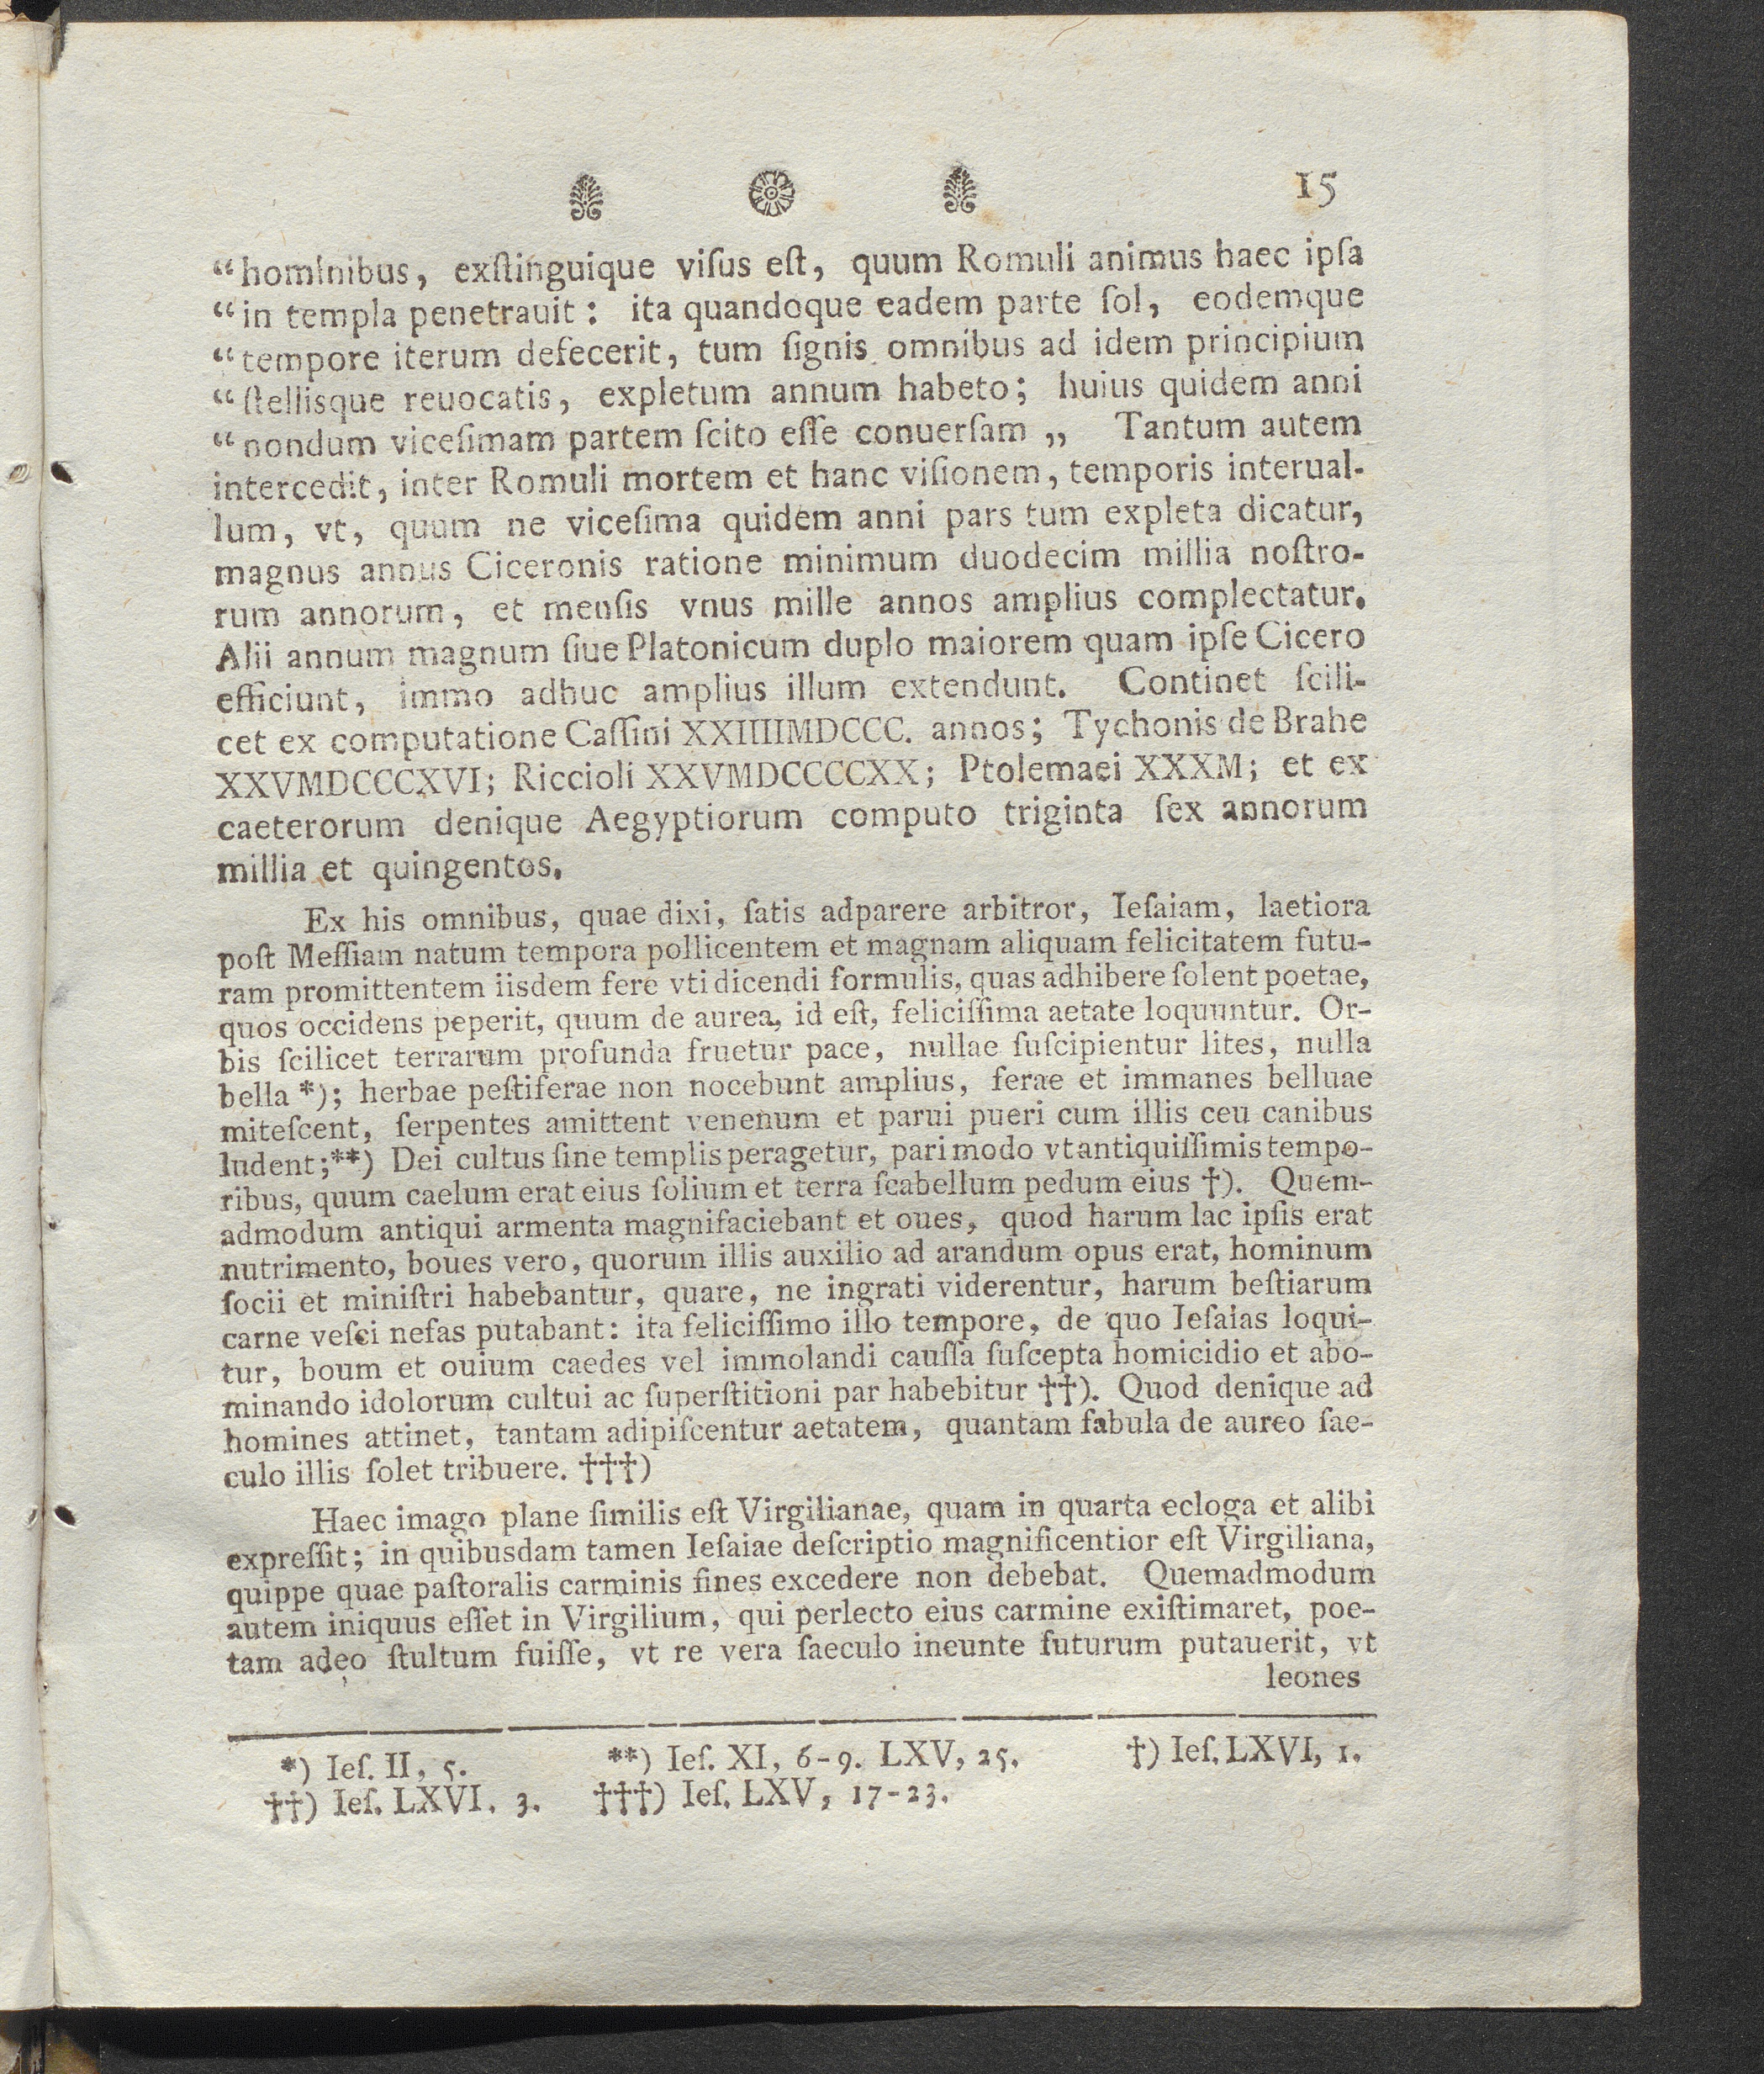 15
“hominibus, exſtinguique viſus eſt, quum Romuli animus haec ipſa
“in templa penetrauit: ita quandoque eadem parte ſol, eodemque
“tempore iterum defecerit, tum ſignis omnibus ad idem principium
“ſtellisque reuocatis, expletum annum habeto; huius quidem anni
“nondum viceſimam partem ſcito eſſe conuerſam „ Tantum autem
intercedit, inter Romuli mortem et hanc viſionem, temporis interual-
lum, vt, quum ne viceſima quidem anni pars tum expleta dicatur,
magnus annus Ciceronis ratione minimum duodecim millia noſtro-
rum annorum, et menſis vnus mille annos amplius complectatur.
Alii annum magnum ſiue Platonicum duplo maiorem quam ipſe Cicero
efficiunt, immo adhuc amplius illum extendunt. Continet ſcili-
cet ex computatione Caſſini XXIIIIMDCCC. annos; Tychonis de Brahe
XXVMDCCCXVI; Riccioli XXVMDCCCCXX; Ptolemaei XXXM; et ex
caeterorum denique Aegyptiorum computo triginta ſex annorum
millia et quingentos.
Ex his omnibus, quae dixi, ſatis adparere arbitror, Ieſaiam, laetiora
poſt Meſſiam natum tempora pollicentem et magnam aliquam felicitatem futu-
ram promittentem iisdem fere vti dicendi formulis, quas adhibere ſolent poetae,
quos occidens peperit, quum de aurea, id eſt, feliciſſima aetate loquuntur. Or-
bis ſcilicet terrarum profunda fruetur pace, nullae ſuſcipientur lites, nulla
bella *); herbae peſtiferae non nocebunt amplius, ferae et immanes belluae
miteſcent, ſerpentes amittent venenum et parui pueri cum illis ceu canibus
ludent;**) Dei cultus ſine templis peragetur, pari modo vt antiquiſſimis tempo-
ribus, quum caelum erat eius ſolium et terra ſcabellum pedum eius †). Quem-
admodum antiqui armenta magnifaciebant et oues, quod harum lac ipſis erat
nutrimento, boues vero, quorum illis auxilio ad arandum opus erat, hominum
ſocii et miniſtri habebantur, quare, ne ingrati viderentur, harum beſtiarum
carne veſci nefas putabant: ita feliciſſimo illo tempore, de quo Ieſaias loqui-
tur, boum et ouium caedes vel immolandi cauſſa ſuſcepta homicidio et abo-
minando idolorum cultui ac ſuperſtitioni par habebitur ††). Quod denique ad
homines attinet, tantam adipiſcentur aetatem, quantam fabula de aureo ſae-
culo illis ſolet tribuere. †††)
Haec imago plane ſimilis eſt Virgilianae, quam in quarta ecloga et alibi
expreſſit; in quibusdam tamen Ieſaiae deſcriptio magnificentior eſt Virgiliana,
quippe quae paſtoralis carminis fines excedere non debebat. Quemadmodum
autem iniquus eſſet in Virgilium, qui perlecto eius carmine exiſtimaret, poe-
tam adeo ſtultum fuiſſe, vt re vera ſaeculo ineunte futurum putauerit, vt
leones
*) Ieſ. II, 5. **) Ieſ. XI, 6-9. LXV, 25. †) Ieſ. LXVI, 1.
††) Ieſ. LXVI. 3. †††) Ieſ. LXV, 17-23.